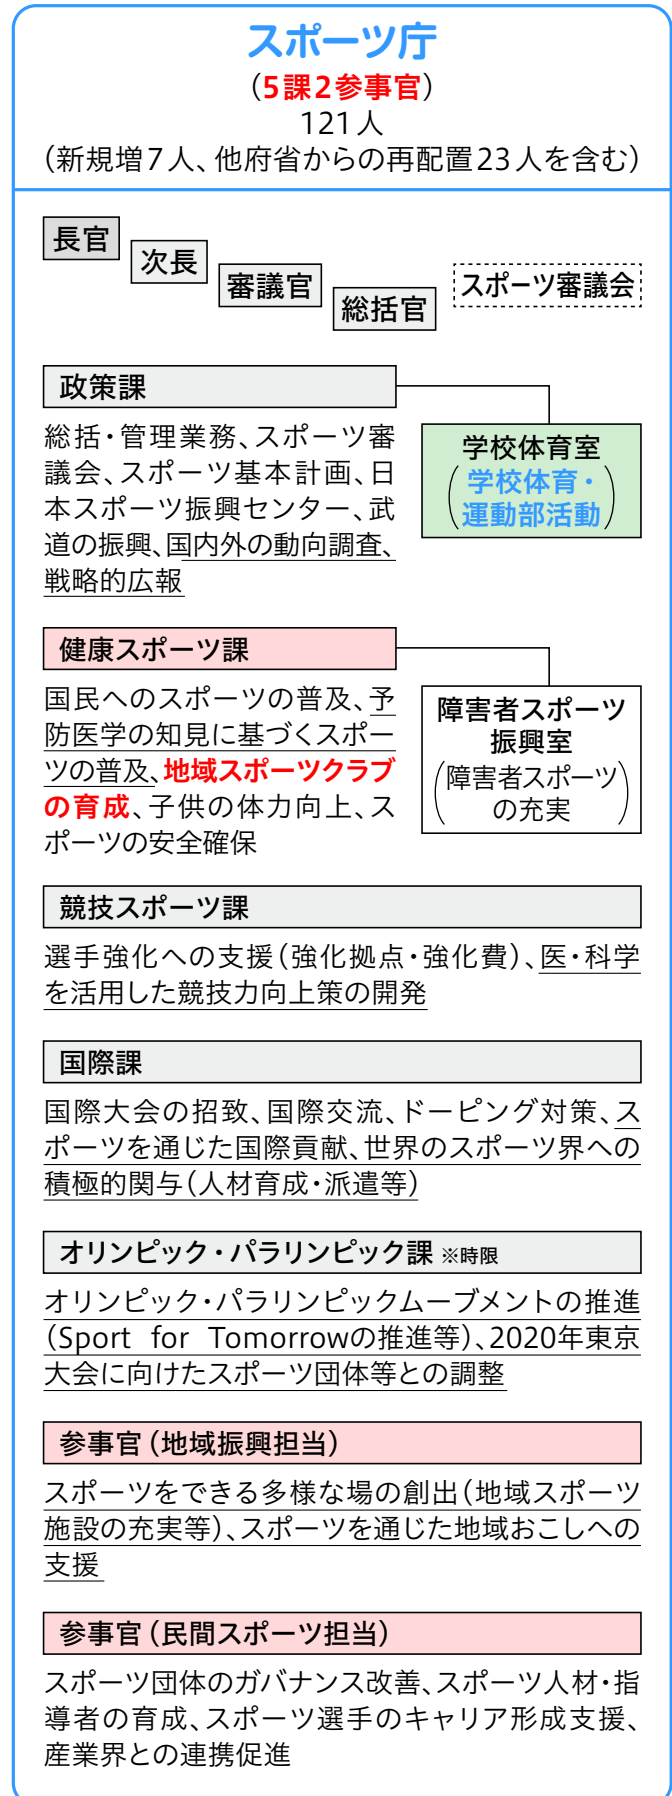 スポーツ庁
（5課2参事官）
121人
（新規増7人、他府省からの再配置23人を含む）
長官
次長
審議官
総括官
スポーツ審議会
政策課
総括・管理業務、スポーツ審
議会、スポーツ基本計画、日
本スポーツ振興センター、武
道の振興、国内外の動向調査、
戦略的広報
学校体育室
（学校体育・
運動部活動）
健康スポーツ課
国民へのスポーツの普及、予
防医学の知見に基づくスポー
ツの普及、地域スポーツクラブ
の育成、子供の体力向上、ス
ポーツの安全確保
障害者スポーツ
振興室
（障害者スポーツ
の充実）
競技スポーツ課
選手強化への支援（強化拠点・強化費）、医・科学
を活用した競技力向上策の開発
国際課
国際大会の招致、国際交流、ドーピング対策、ス
ポーツを通じた国際貢献、世界のスポーツ界への
積極的関与（人材育成・派遣等）
オリンピック・パラリンピック課 ※時限
オリンピック・パラリンピックムーブメントの推進
（Sport for Tomorrowの推進等）、2020年東京
大会に向けたスポーツ団体等との調整
参事官（地域振興担当）
スポーツをできる多様な場の創出（地域スポーツ
施設の充実等）、スポーツを通じた地域おこしへの
支援
参事官（民間スポーツ担当）
スポーツ団体のガバナンス改善、スポーツ人材・指
導者の育成、スポーツ選手のキャリア形成支援、
産業界との連携促進